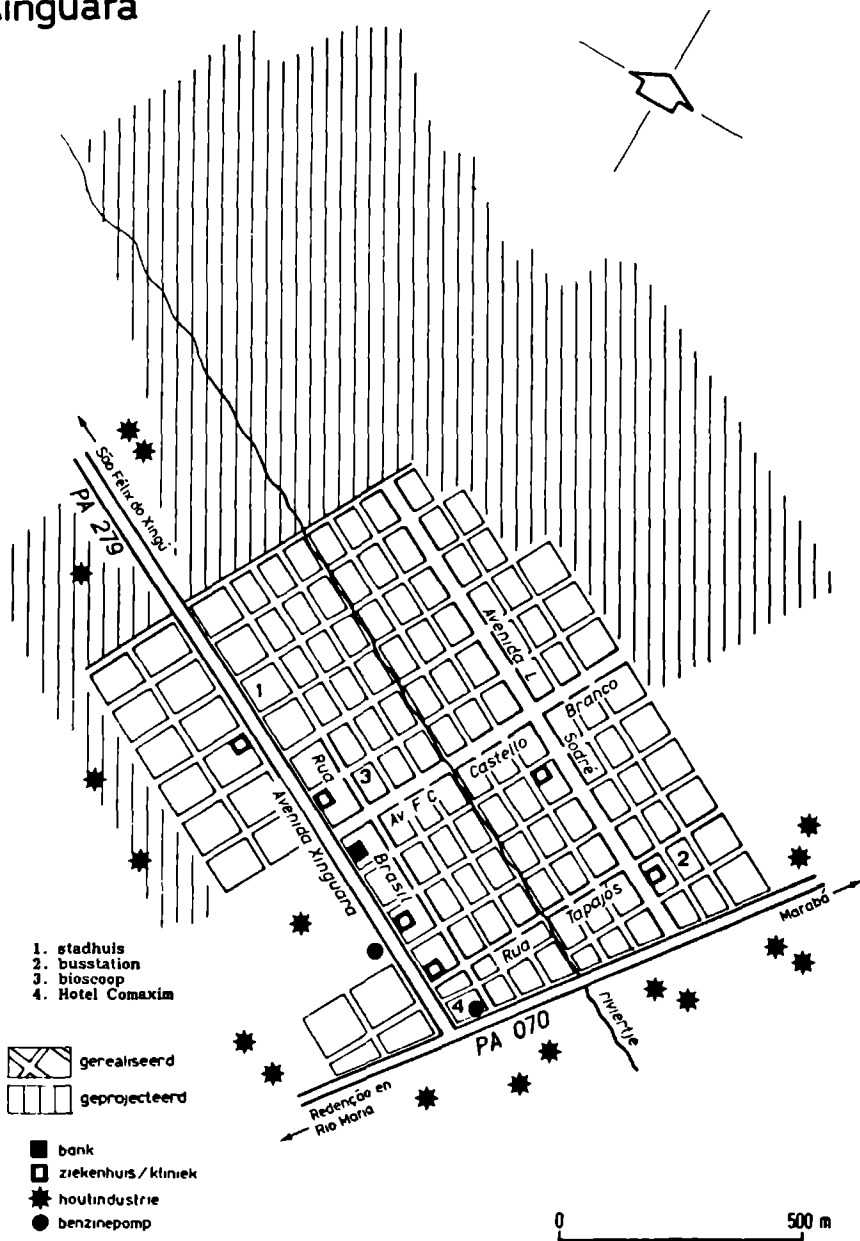 Xinguara
São Félix do Xingú
PA 279
Avenida L
1
Branco
Rua
3
Castello
Sodré
Av. F C
Avenida Xinguara
Brasil
2
Tapajós
Marabá
Rua
1. stadhuis
2. busstation
3. bioscoop
4. Hotel Comaxim
4
riviertje
PA 070
gerealiseerd
geprojecteerd
Redenção en
Rio Maria
bank
ziekenhuis/kliniek
houtindustrie
benzinepomp
0 500 m